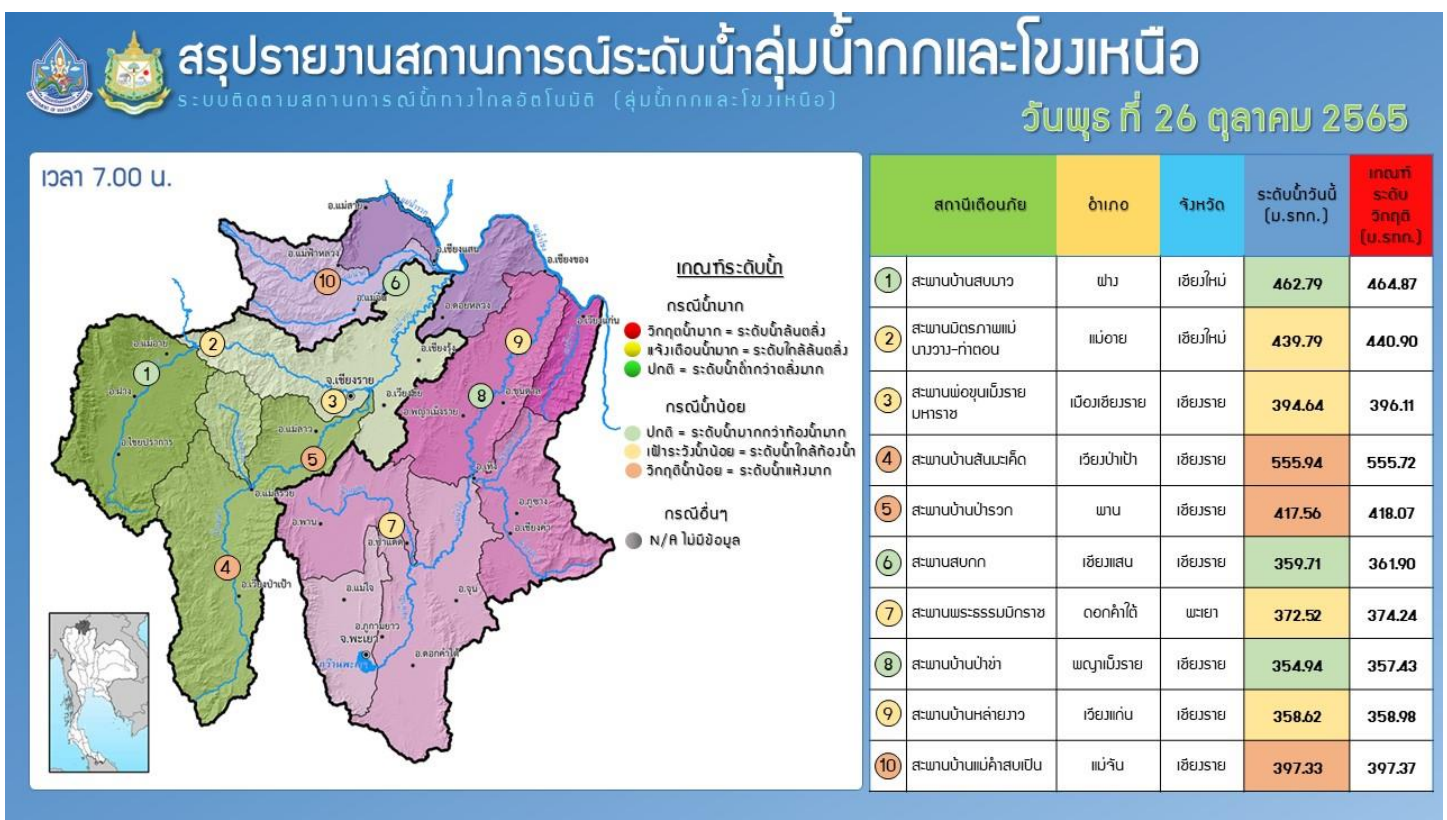 สรุปรายงานสถานการณ์ระดับน้ำลุ่มน้ำกกและโขงเหนือ
ระบบติดตามสถานการณ์น้ำทางไกลอัตโนมัติ (ลุ่มน้ำกกและโขงเหนือ)
วันพุธ ที่ 26 ตุลาคม 2565
เวลา 7.00 น.
อ.แม่สาย
อ.แม่ฟ้าหลวง
อ.เชียงแสน
อ.เชียงของ
10
6
อ.แม่จัน
อ.ดอยหลวง
อ.เวียงแก่น
2
9
อ.แม่อาย
อ.เชียงรุ้ง
1
จ.เชียงราย
อ.ฝาง
3
อ.เวียงชัย
8
อ.ขุนตาล
อ.พญาเม็งราย
อ.แม่ลาว
อ.ไชยปราการ
5
อ.เทิง
อ.แม่สรวย
อ.ภูซาง
อ.พาน
7
อ.เชียงคำ
อ.ป่าแดด
4
อ.เวียงป่าเป้า
อ.แม่ใจ
อ.จุน
อ.ภูกามยาว
จ.พะเยา
อ.ดอกคำใต้
กว๊านพะเยา
เกณฑ์ระดับน้ำ
กรณีน้ำมาก
วิกฤตน้ำมาก = ระดับน้ำล้นตลิ่ง
แจ้งเตือนน้ำมาก = ระดับใกล้ล้นตลิ่ง
ปกติ = ระดับน้ำต่ำกว่าตลิ่งมาก
กรณีน้ำน้อย
ปกติ = ระดับน้ำมากกว่าท้องน้ำมาก
เฝ้าระวังน้ำน้อย = ระดับน้ำใกล้ท้องน้ำ
วิกฤติน้ำน้อย = ระดับน้ำแห้งมาก
กรณีอื่นๆ
N/A ไม่มีข้อมูล
สถานีเตือนภัย อำเภอ จังหวัด ระดับน้ำวันนี้ (ม.รทก.) เกณฑ์ระดับวิกฤติ (ม.รทก.)
1 สะพานบ้านสบมาว ฝาง เชียงใหม่ 462.79 464.87
2 สะพานมิตรภาพแม่นางวาง-ท่าตอน แม่อาย เชียงใหม่ 439.79 440.90
3 สะพานพ่อขุนเม็งรายมหาราช เมืองเชียงราย เชียงราย 394.64 396.11
4 สะพานบ้านสันมะเค็ด เวียงป่าเป้า เชียงราย 555.94 555.72
5 สะพานบ้านป่ารวก พาน เชียงราย 417.56 418.07
6 สะพานสบกก เชียงแสน เชียงราย 359.71 361.90
7 สะพานพระธรรมมิกราช ดอกคำใต้ พะเยา 372.52 374.24
8 สะพานบ้านป่าข่า พญาเม็งราย เชียงราย 354.94 357.43
9 สะพานบ้านหล่ายงาว เวียงแก่น เชียงราย 358.62 358.98
10 สะพานบ้านแม่คำสบเปิน แม่จัน เชียงราย 397.33 397.37